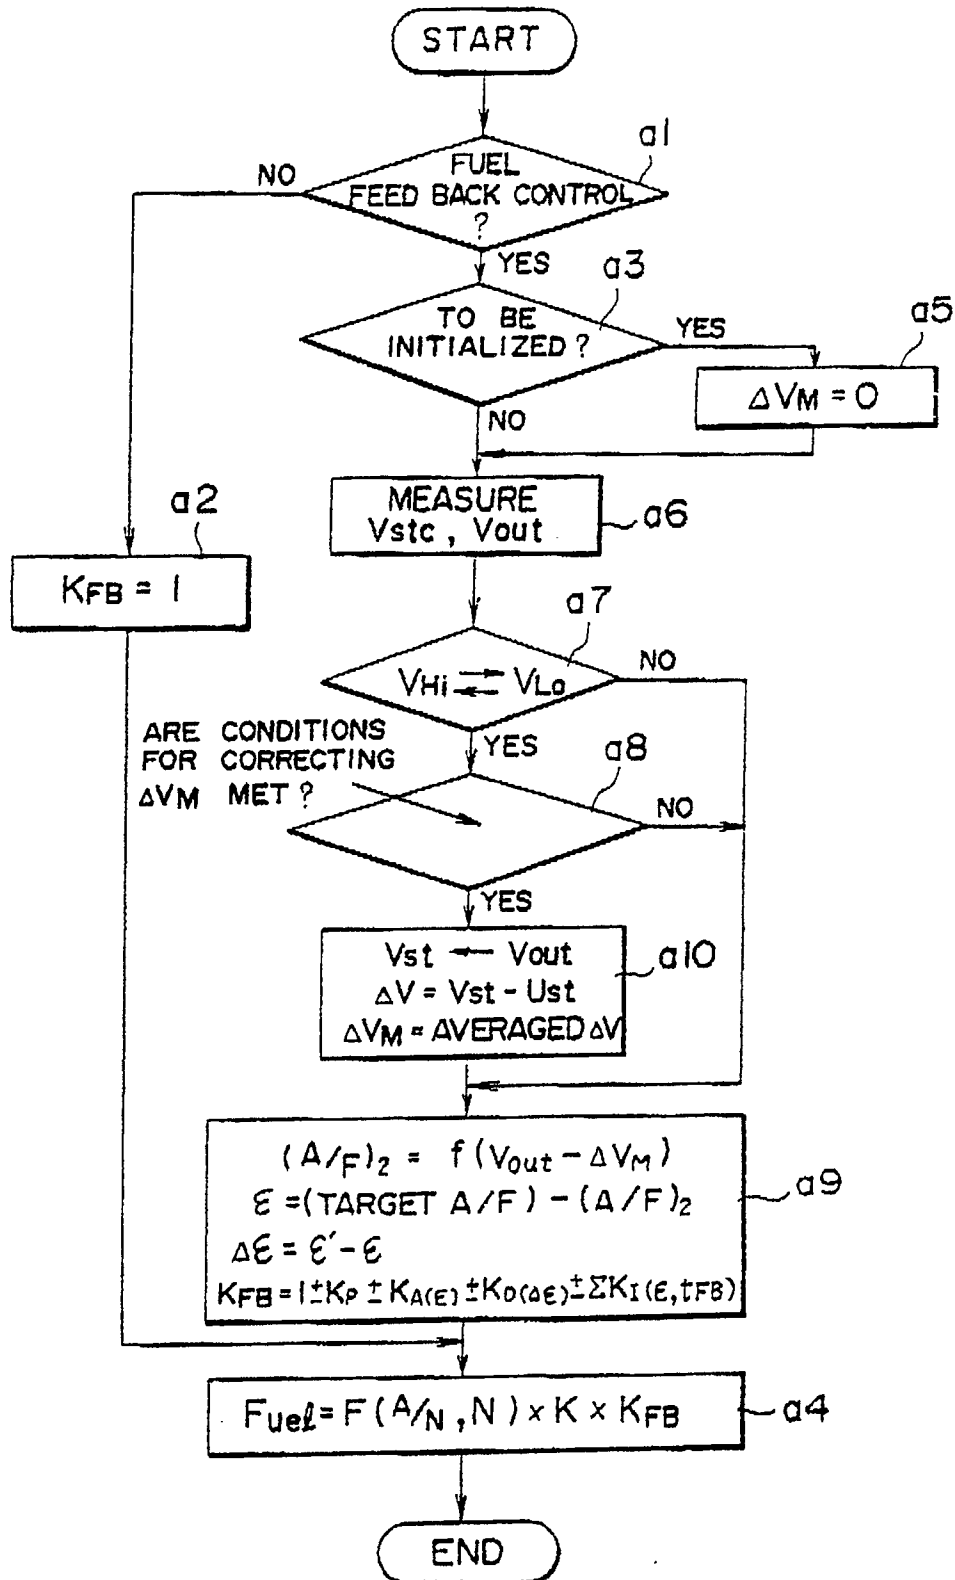 START
a1
NO
FUEL
FEED BACK CONTROL
?
YES
a3
TO BE
INITIALIZED?
YES
a5
ΔVM = 0
NO
MEASURE
Vstc, Vout
a6
a2
KFB = 1
a7
VHi ⇄ VLo
NO
YES
ARE CONDITIONS
FOR CORRECTING
ΔVM MET?
a8
NO
YES
Vst ← Vout
ΔV = Vst - Ust
ΔVM = AVERAGED ΔV
a10
(A/F)2 = f(Vout - ΔVM)
ε = (TARGET A/F) - (A/F)2
Δε = ε' - ε
KFB = 1 ± KP ± KA(ε) ± KD(Δε) ± ΣKI(ε, tFB)
a9
Fuel = F(A/N, N) × K × KFB
a4
END